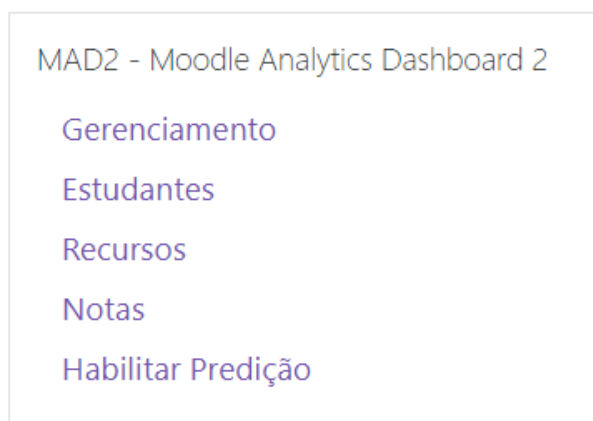 MAD2 - Moodle Analytics Dashboard 2
Gerenciamento
Estudantes
Recursos
Notas
Habilitar Predição